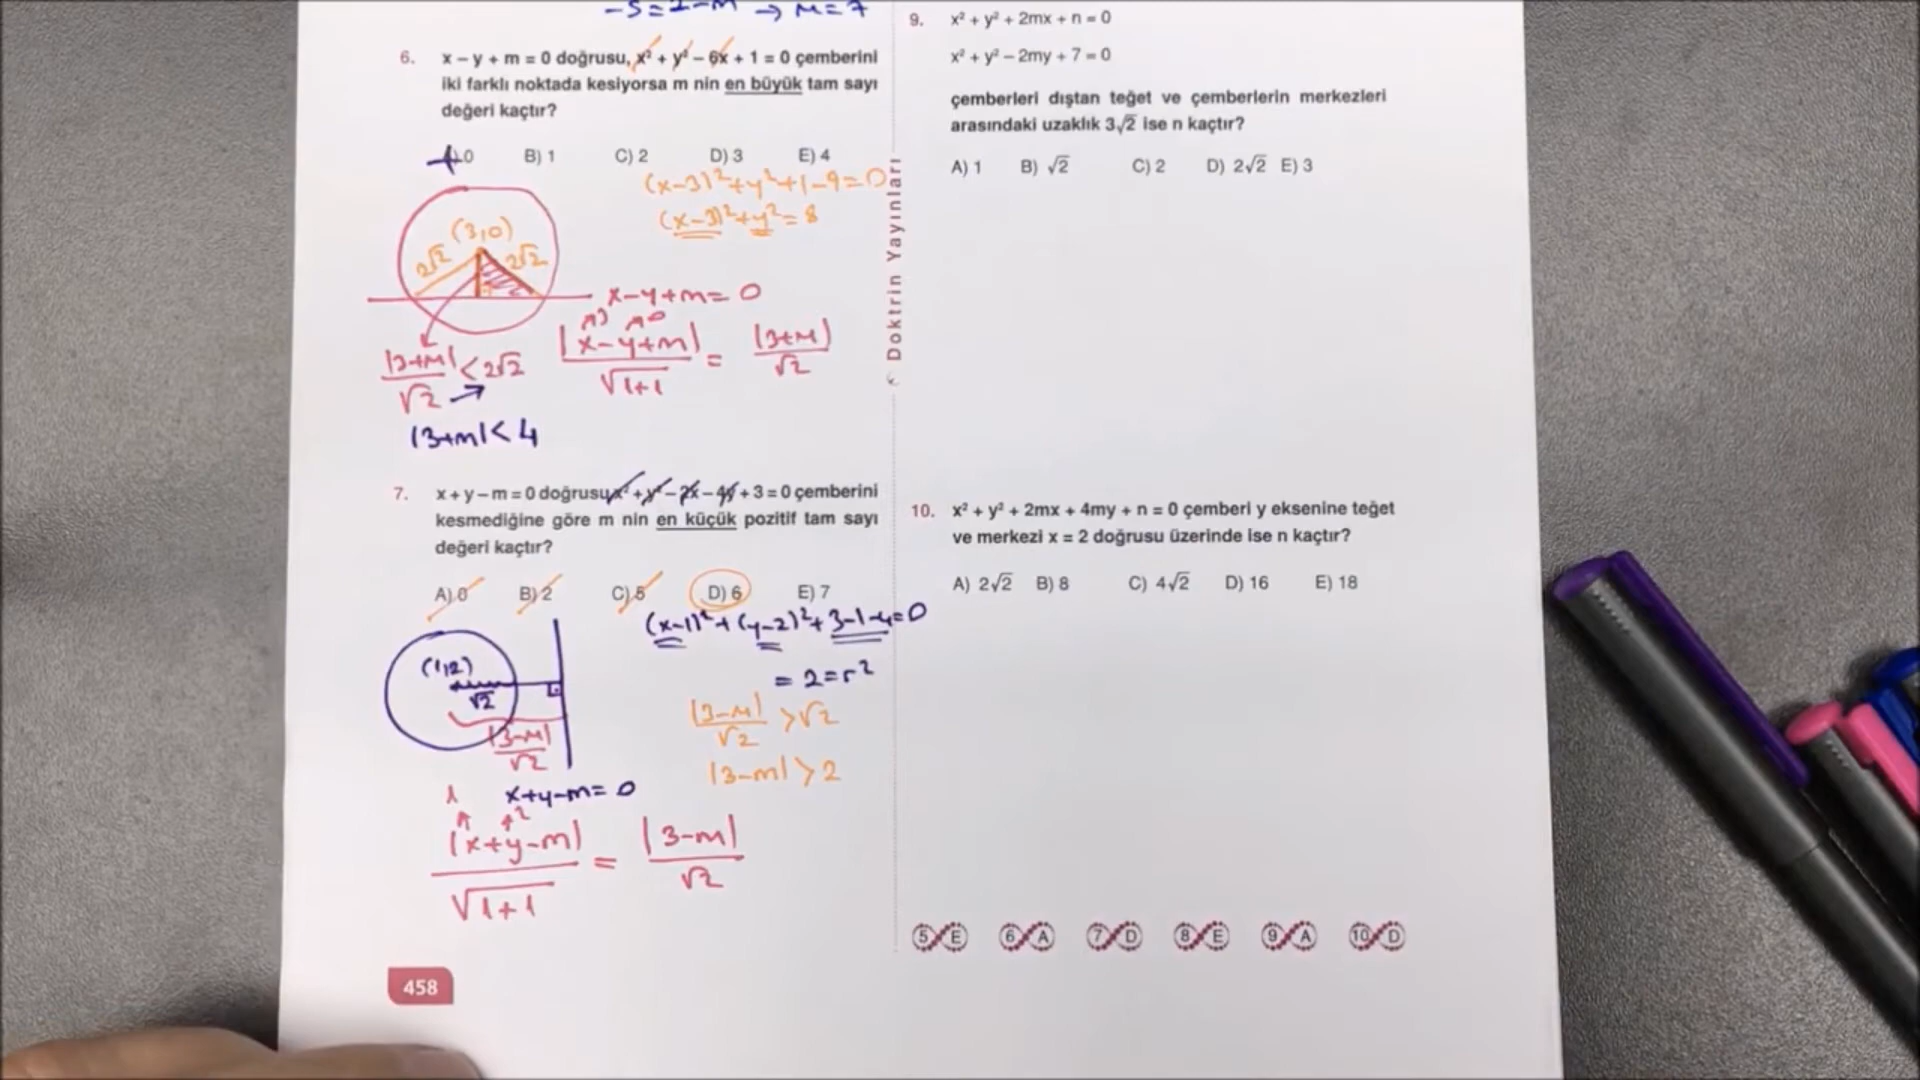 -5=2-m → m=7
6. x − y + m = 0 doğrusu, x² + y² − 6x + 1 = 0 çemberini
iki farklı noktada kesiyorsa m nin en büyük tam sayı
değeri kaçtır?
A) 0 B) 1 C) 2 D) 3 E) 4
(x-3)²+y²+1-9=0
(x-3)²+y²=8
(3,0)
2√2 2√2
x-y+m=0
|3+m|/√2 < 2√2
3 0
|x-y+m|/√(1+1) = |3+m|/√2
|3+m|<4
7. x + y − m = 0 doğrusu x² + y² − 2x − 4y + 3 = 0 çemberini
kesmediğine göre m nin en küçük pozitif tam sayı
değeri kaçtır?
A) 0 B) 2 C) 5 D) 6 E) 7
(x-1)²+(y-2)²+3-1-4=0
= 2=r²
(1,2)
√2
|3-m|/√2
|3-m|/√2 > √2
|3-m|>2
x+y-m=0
1 2
|x+y-m|/√(1+1) = |3-m|/√2
458
Doktrin Yayınları
9. x² + y² + 2mx + n = 0
x² + y² − 2my + 7 = 0
çemberleri dıştan teğet ve çemberlerin merkezleri
arasındaki uzaklık 3√2 ise n kaçtır?
A) 1 B) √2 C) 2 D) 2√2 E) 3
10. x² + y² + 2mx + 4my + n = 0 çemberi y eksenine teğet
ve merkezi x = 2 doğrusu üzerinde ise n kaçtır?
A) 2√2 B) 8 C) 4√2 D) 16 E) 18
5 E 6 A 7 D 8 E 9 A 10 D